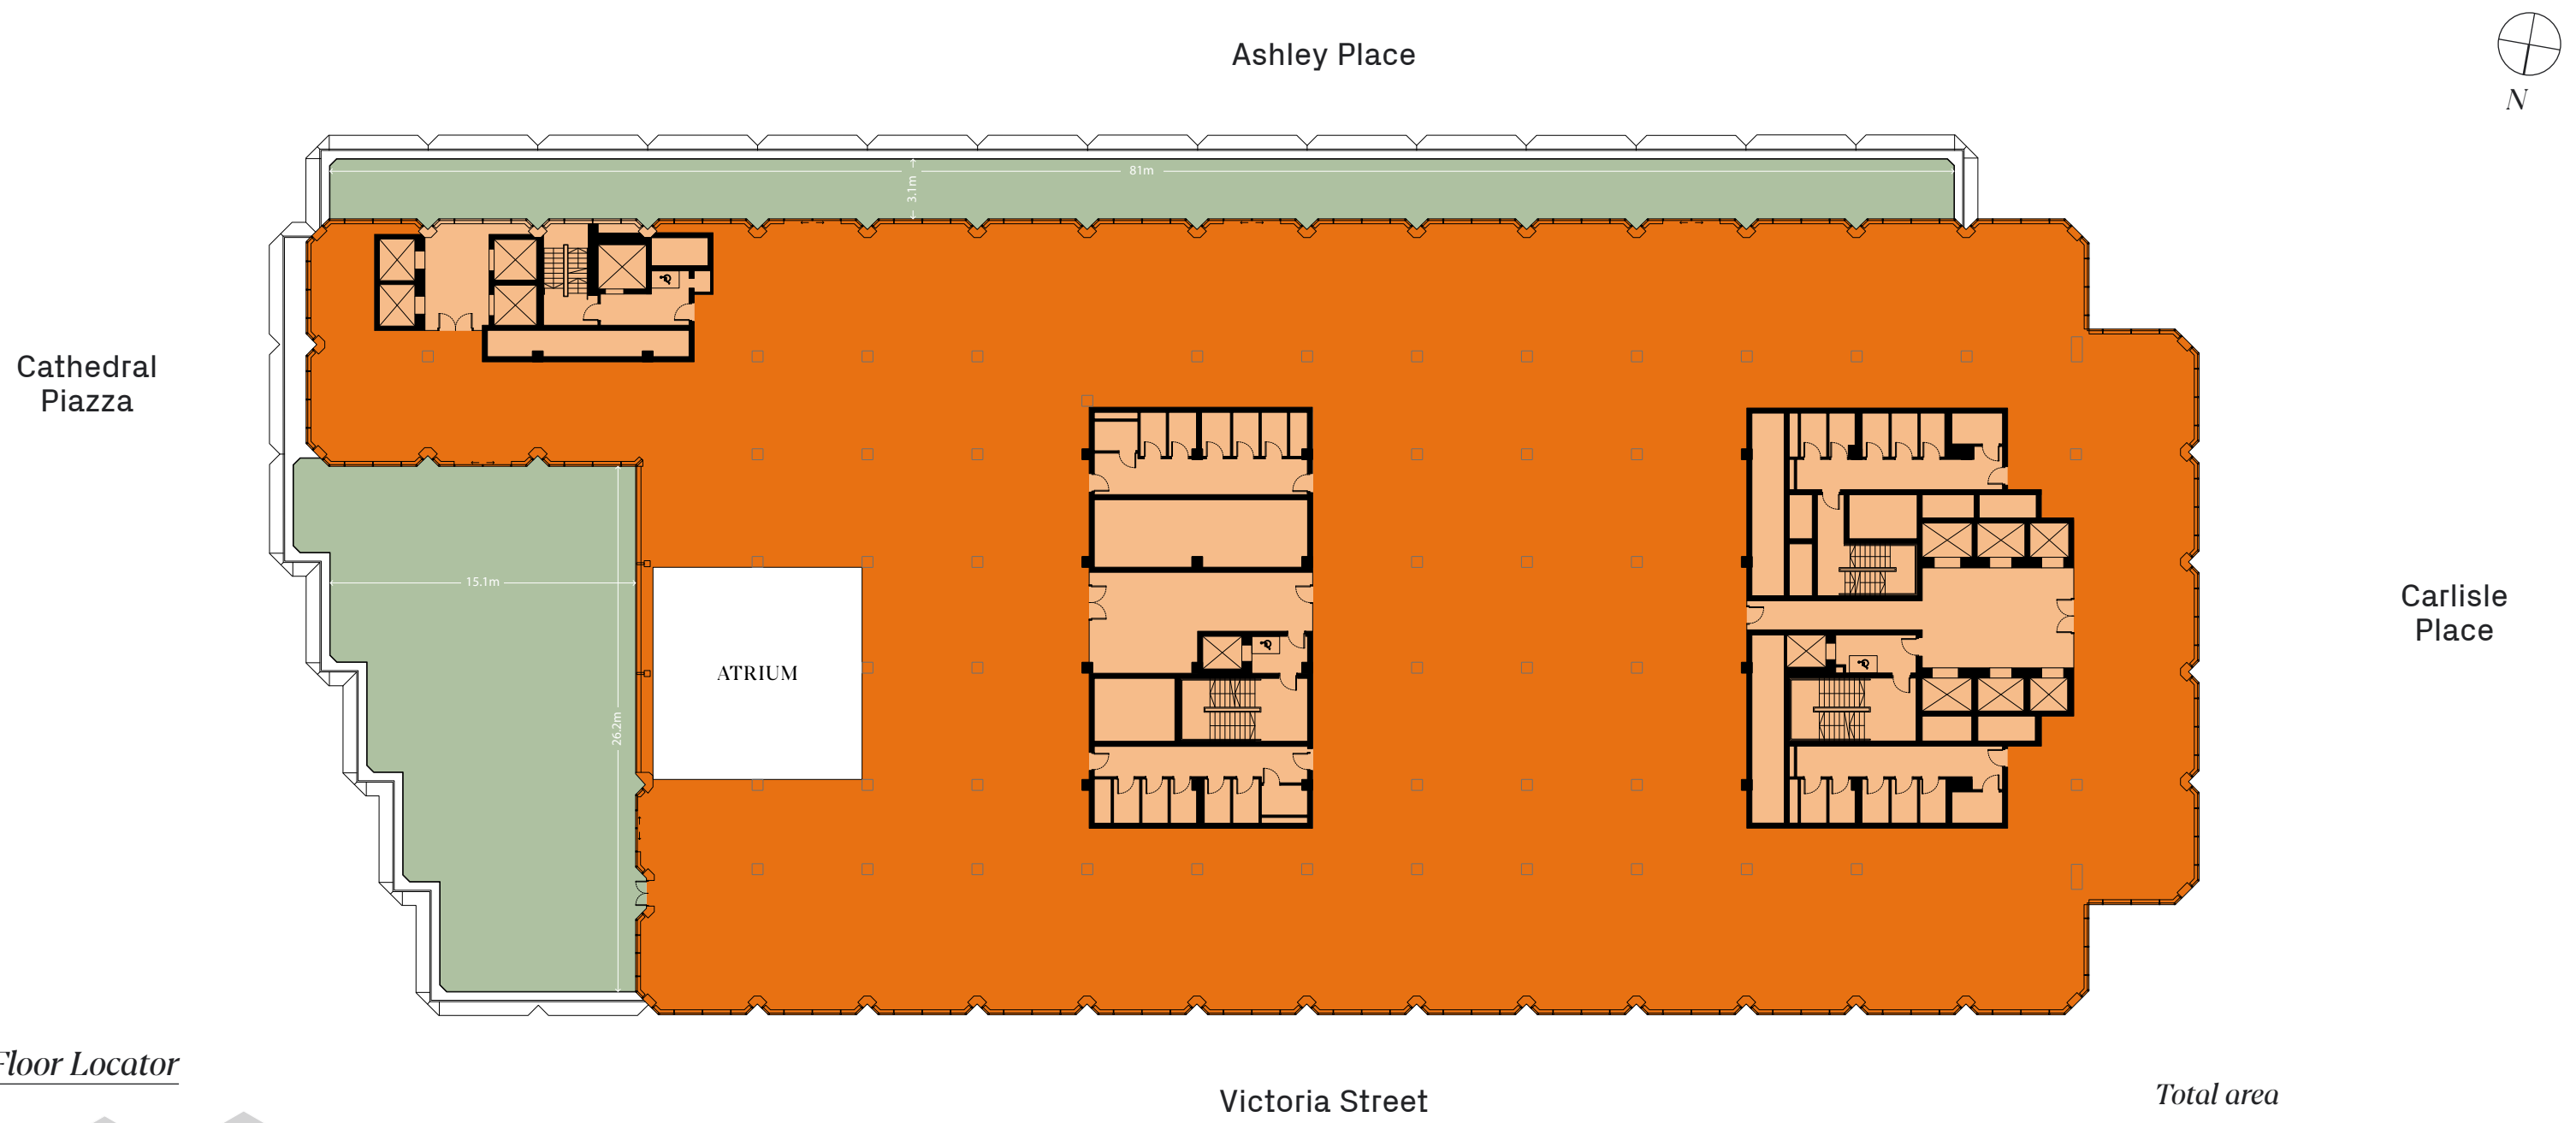 Ashley Place
N
81m
3.1m
Cathedral
Piazza
15.1m
Carlisle
Place
ATRIUM
26.2m
Floor Locator
Victoria Street
Total area